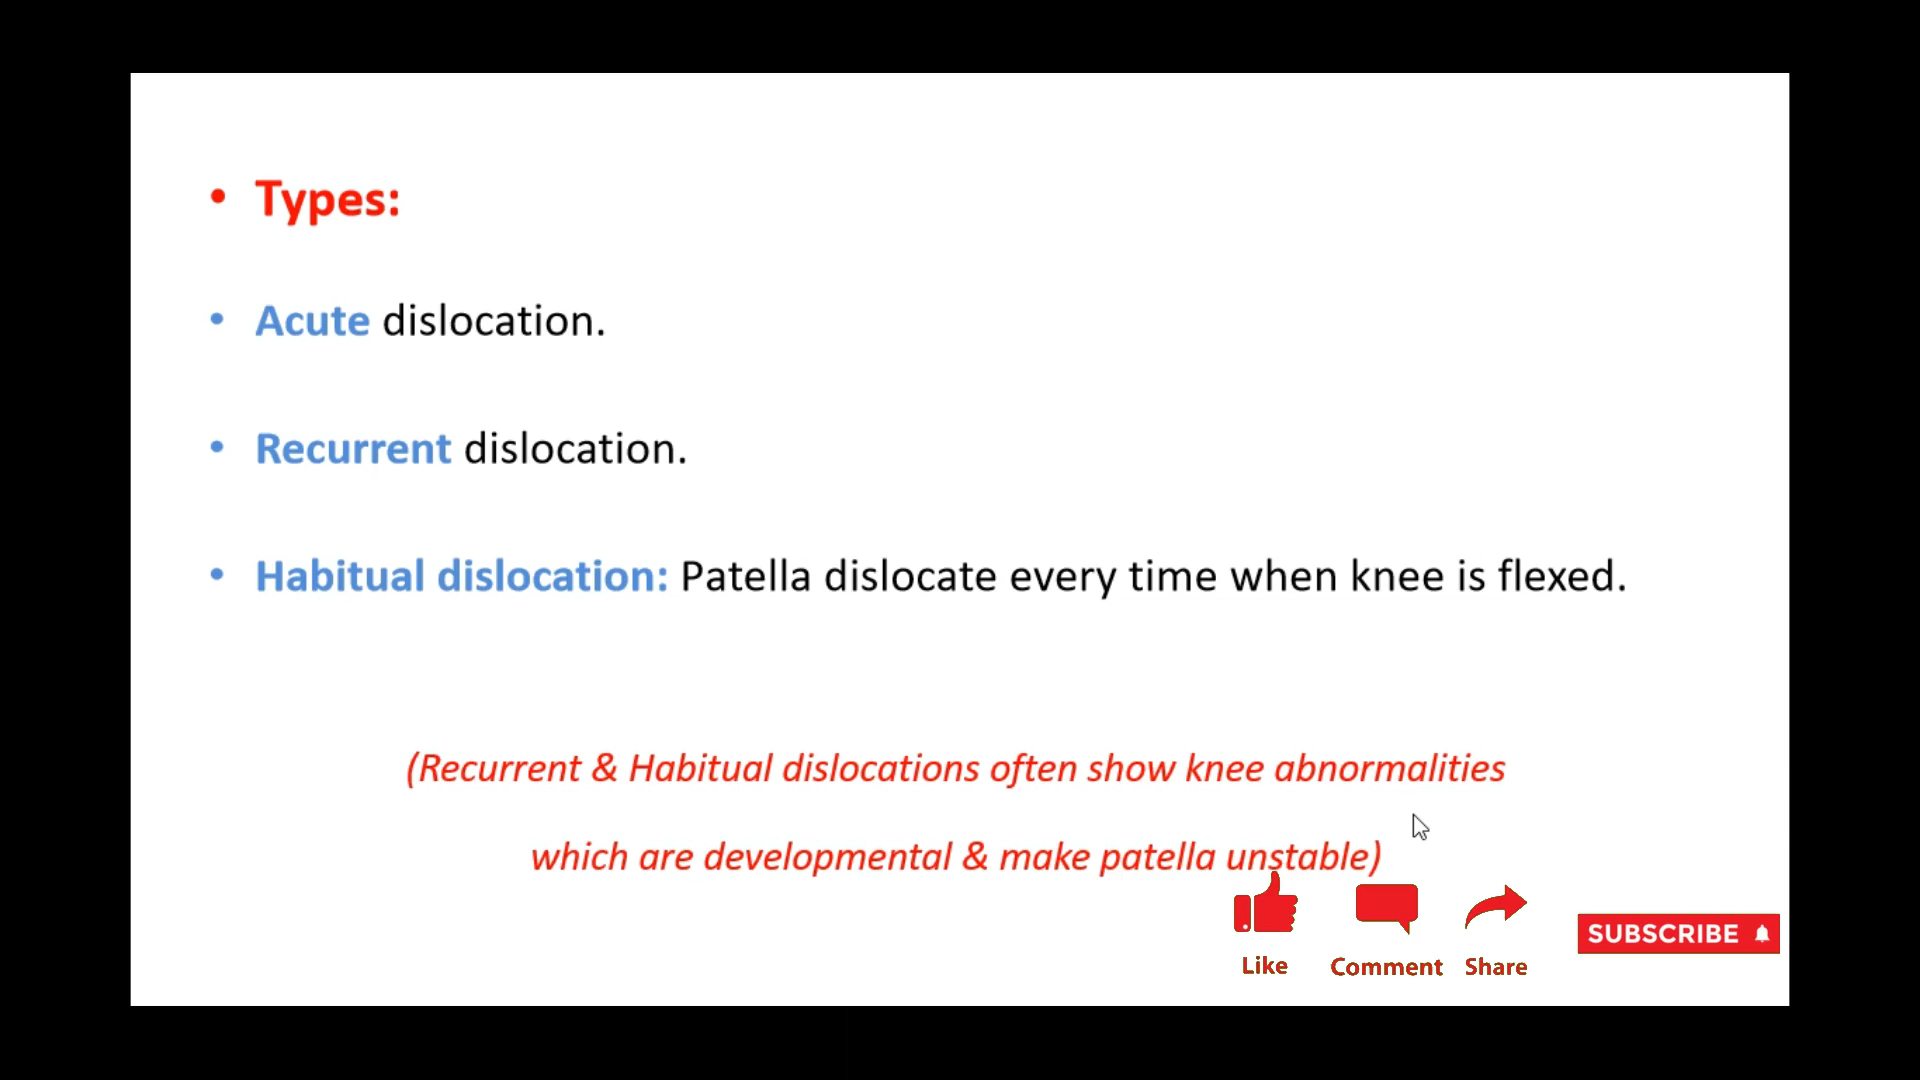 • Types:
• Acute dislocation.
• Recurrent dislocation.
• Habitual dislocation: Patella dislocate every time when knee is flexed.
(Recurrent & Habitual dislocations often show knee abnormalities
which are developmental & make patella unstable)
Like Comment Share SUBSCRIBE